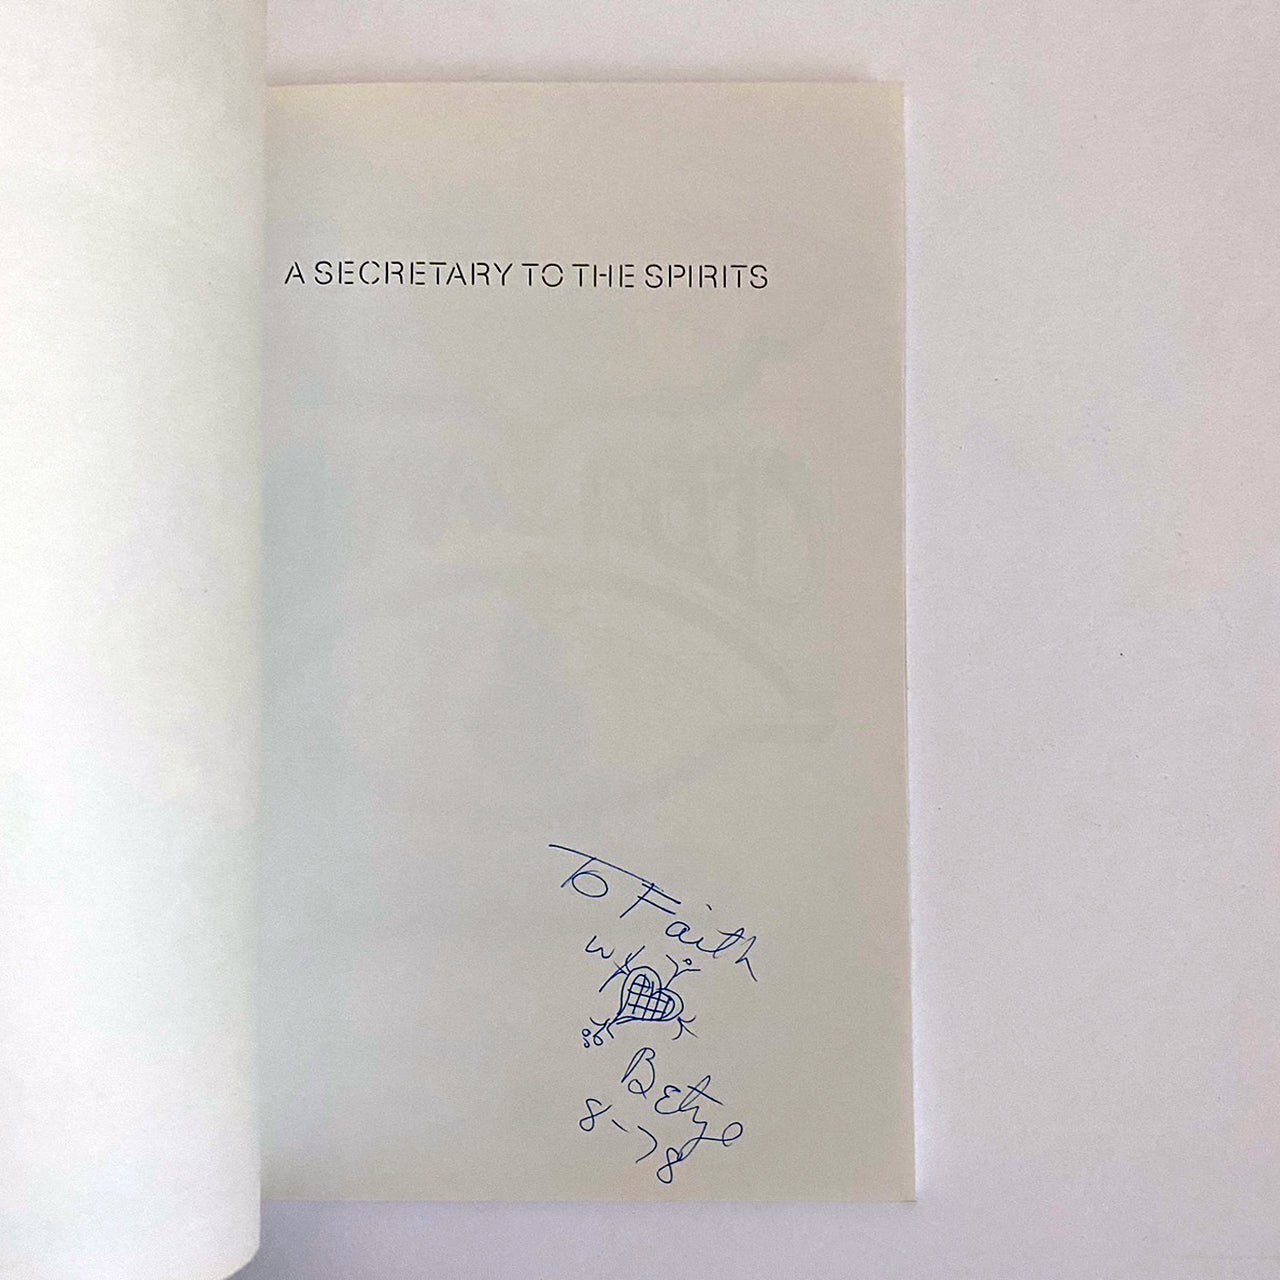 A SECRETARY TO THE SPIRITS
To Faith
w
Betye
8-78